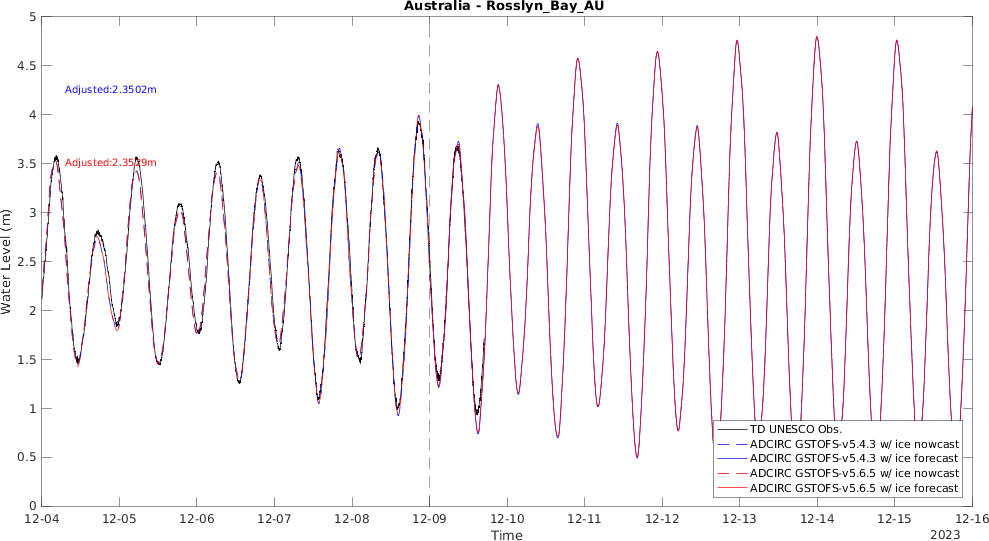 Australia - Rosslyn_Bay_AU
5
4.5
4
3.5
3
2.5
2
1.5
1
0.5
0
Water Level (m)
Adjusted:2.3502m
Adjusted:2.3529m
TD UNESCO Obs.
ADCIRC GSTOFS-v5.4.3 w/ ice nowcast
ADCIRC GSTOFS-v5.4.3 w/ ice forecast
ADCIRC GSTOFS-v5.6.5 w/ ice nowcast
ADCIRC GSTOFS-v5.6.5 w/ ice forecast
12-04 12-05 12-06 12-07 12-08 12-09 12-10 12-11 12-12 12-13 12-14 12-15 12-16
Time
2023